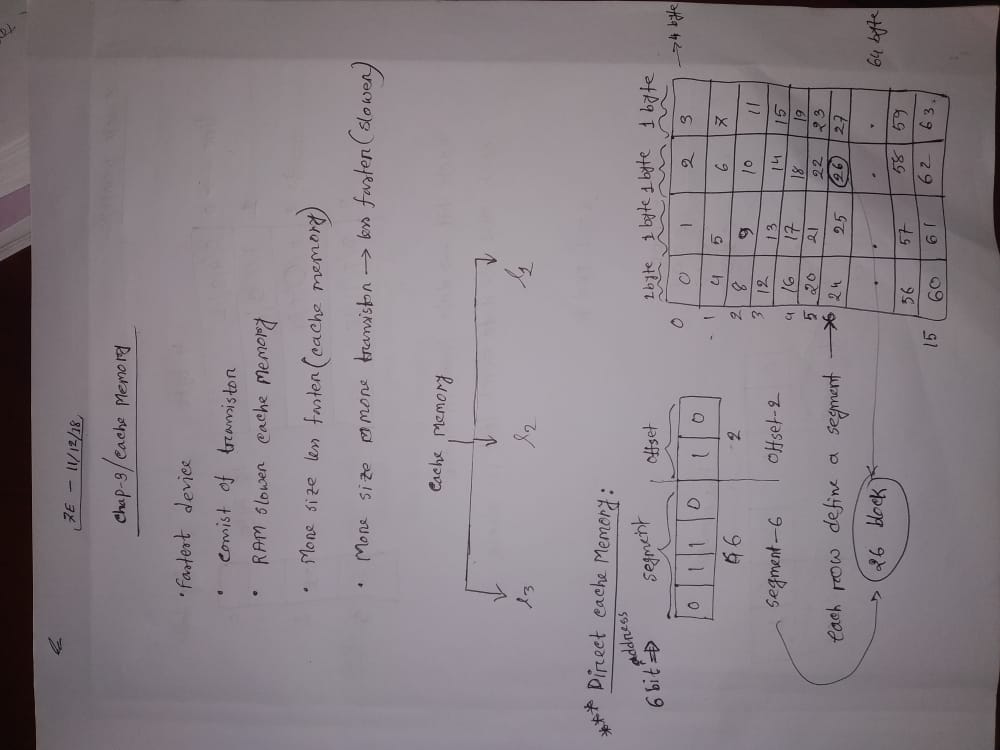 7E - 11/12/18
Chap-9/Cache Memory
• Fastest device
• Consist of transistor
• RAM slower cache memory
• More size less faster (cache memory)
• More size more transistor → less faster (slower)
Cache Memory
L3 L2 L1
*** Direct cache Memory:
6 bit address ⇒
segment offset
0 1 1 0 1 0
6 2
segment-6 offset-2
each row define a segment → 6
26 block
1 byte 1 byte 1 byte 1 byte
0 0 1 2 3 → 4 byte
1 4 5 6 7
2 8 9 10 11
3 12 13 14 15
4 16 17 18 19
5 20 21 22 23
24 25 26 27
. . . .
64 byte
56 57 58 59
15 60 61 62 63.